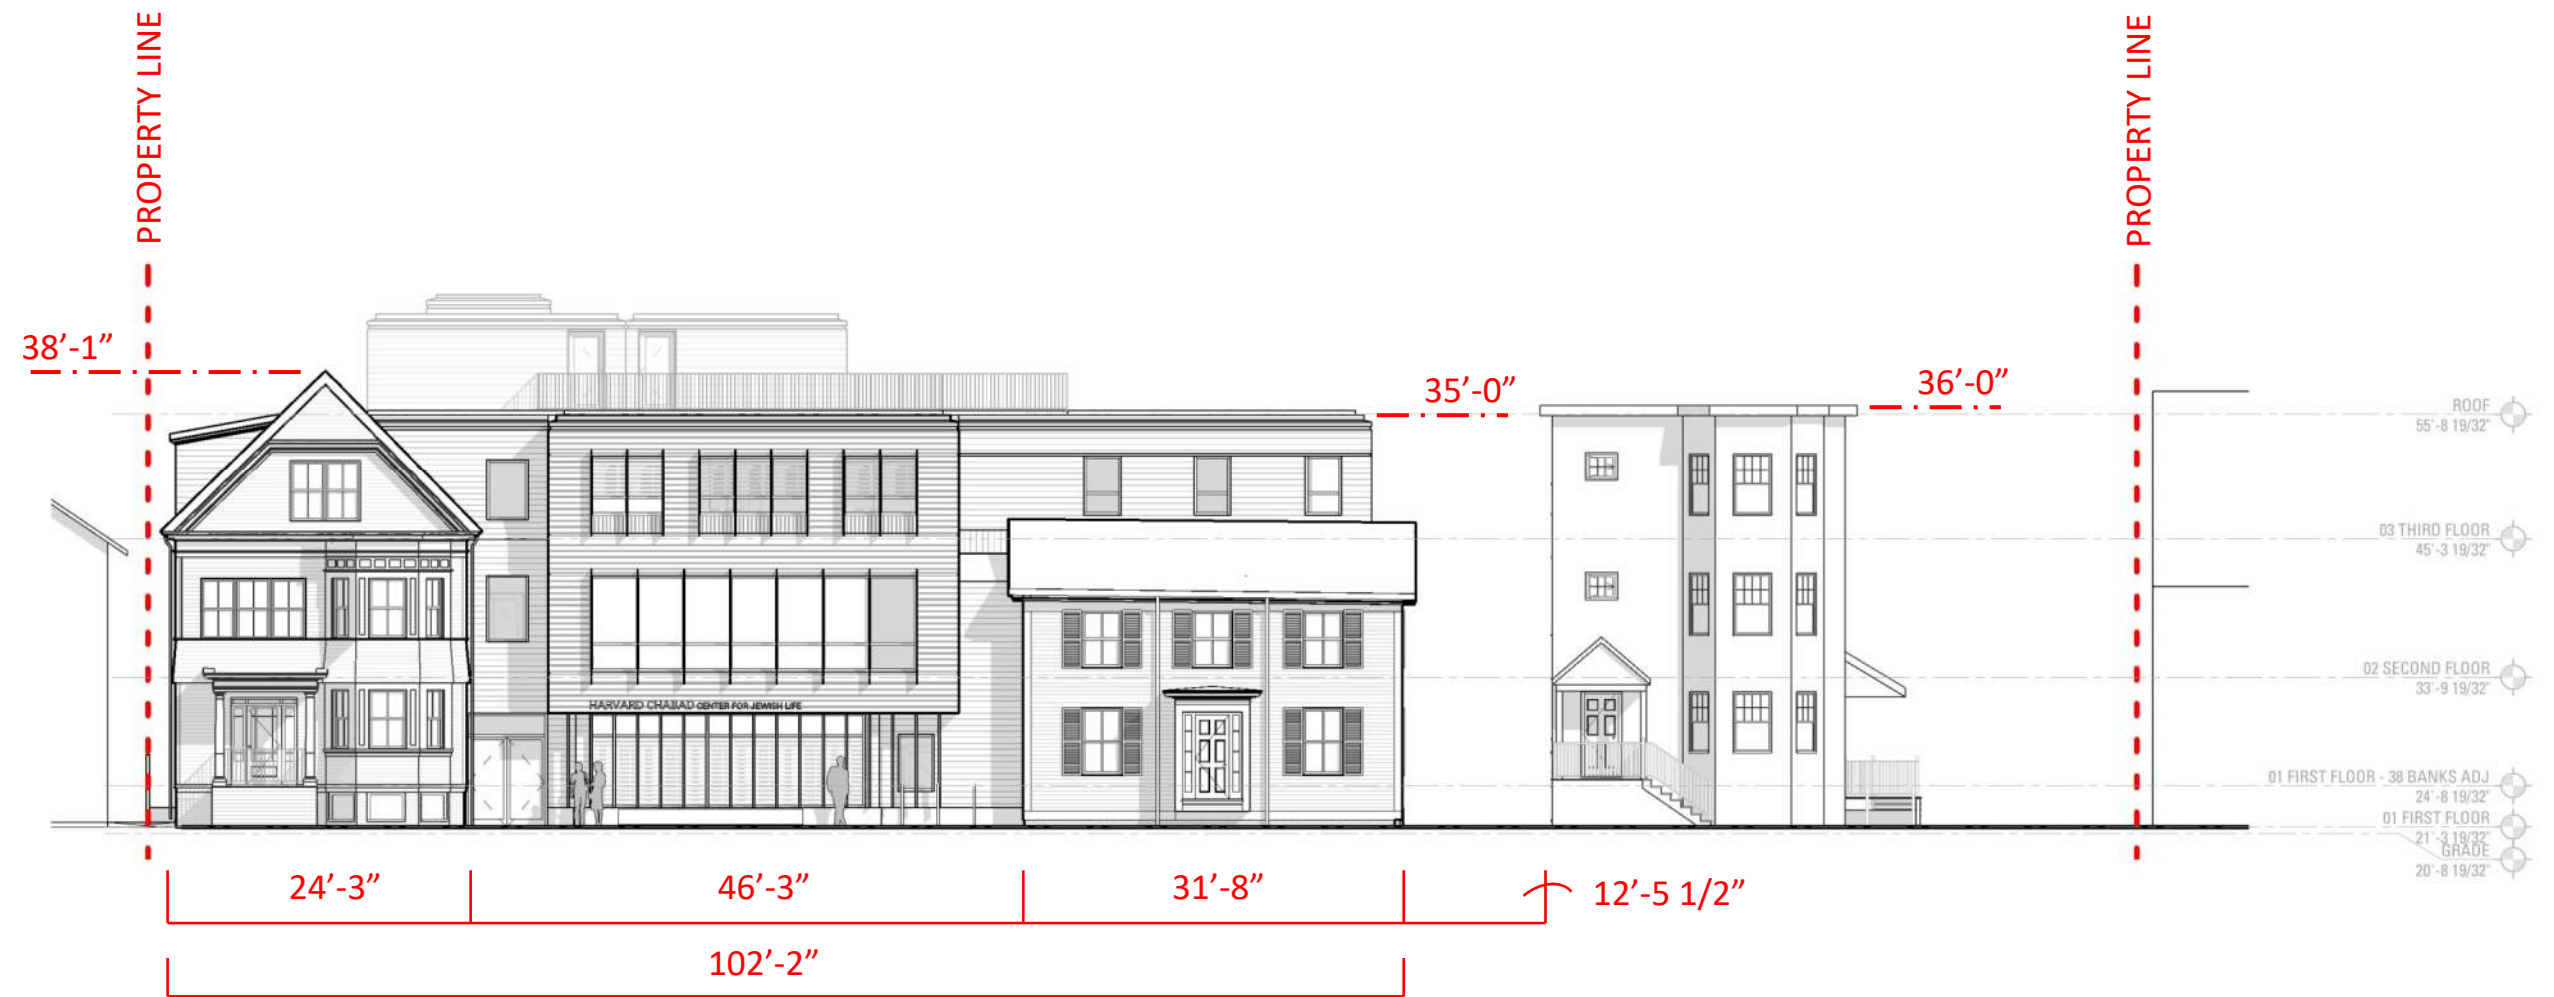 PROPERTY LINE
PROPERTY LINE
38’-1”
35’-0”
36’-0”
ROOF
55'-8 19/32"
03 THIRD FLOOR
45'-3 19/32"
02 SECOND FLOOR
33'-9 19/32"
HARVARD CHABAD CENTER FOR JEWISH LIFE
01 FIRST FLOOR - 38 BANKS ADJ
24'-8 19/32"
01 FIRST FLOOR
21'-3 19/32"
GRADE
20'-8 19/32"
24’-3”
46’-3”
31’-8”
12’-5 1/2”
102’-2”